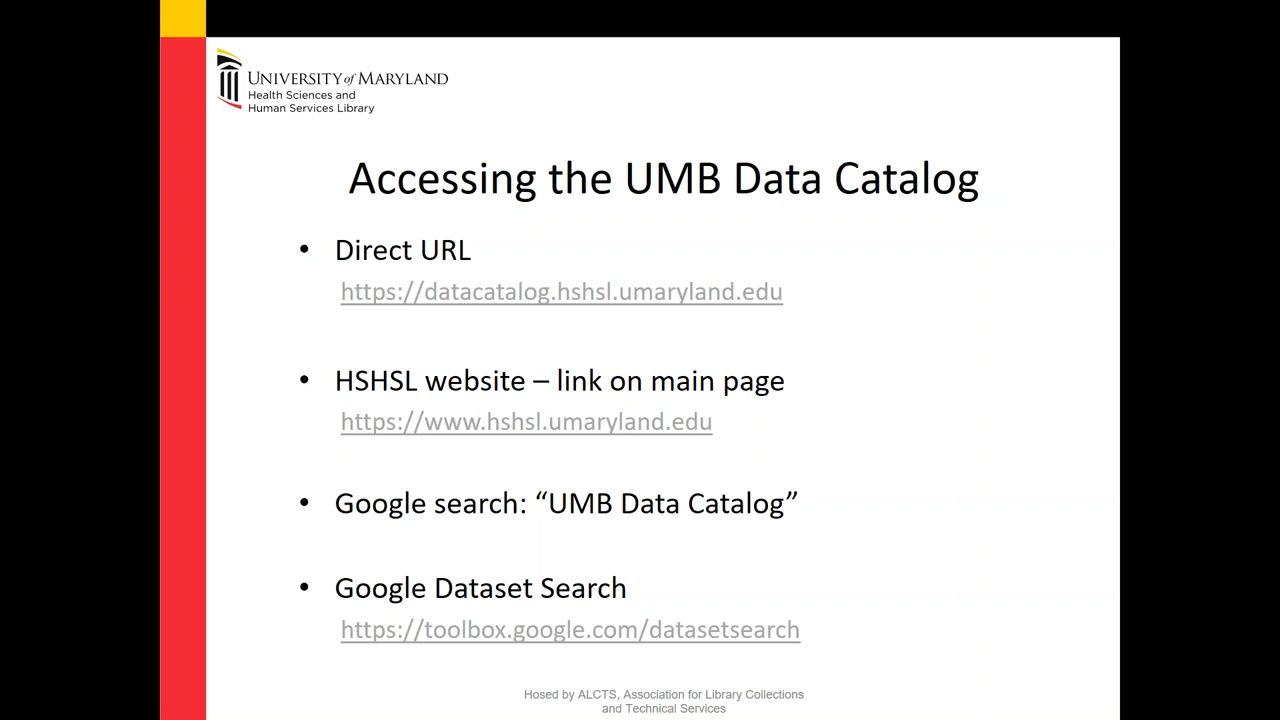 UNIVERSITY of MARYLAND
Health Sciences and
Human Services Library
Accessing the UMB Data Catalog
• Direct URL
https://datacatalog.hshsl.umaryland.edu
• HSHSL website – link on main page
https://www.hshsl.umaryland.edu
• Google search: “UMB Data Catalog”
• Google Dataset Search
https://toolbox.google.com/datasetsearch
Hosed by ALCTS, Association for Library Collections
and Technical Services